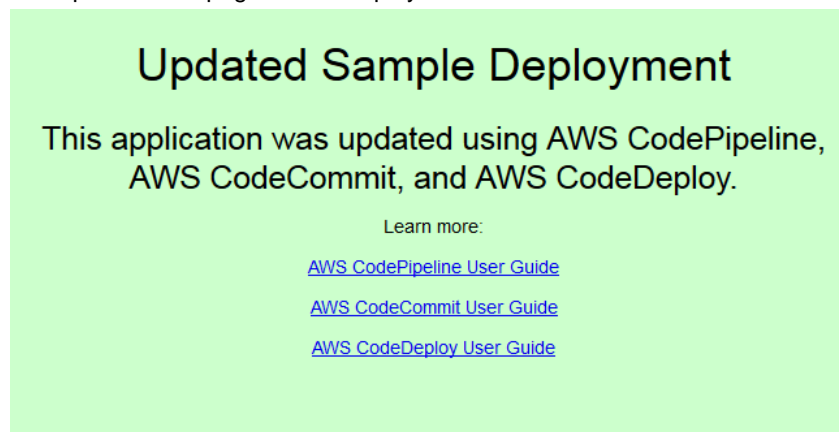 Updated Sample Deployment
This application was updated using AWS CodePipeline,
AWS CodeCommit, and AWS CodeDeploy.
Learn more:
AWS CodePipeline User Guide
AWS CodeCommit User Guide
AWS CodeDeploy User Guide